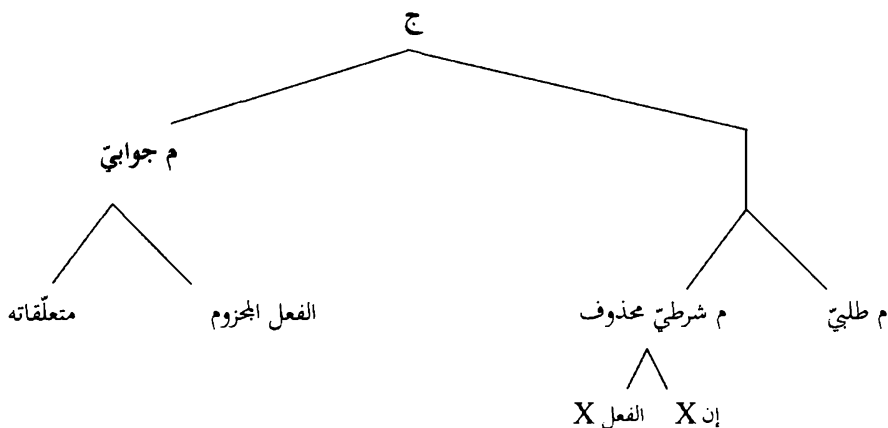 ج
م جوابيّ
م طلبيّ م شرطيّ محذوف الفعل المجزوم متعلّقاته
إن X الفعل X